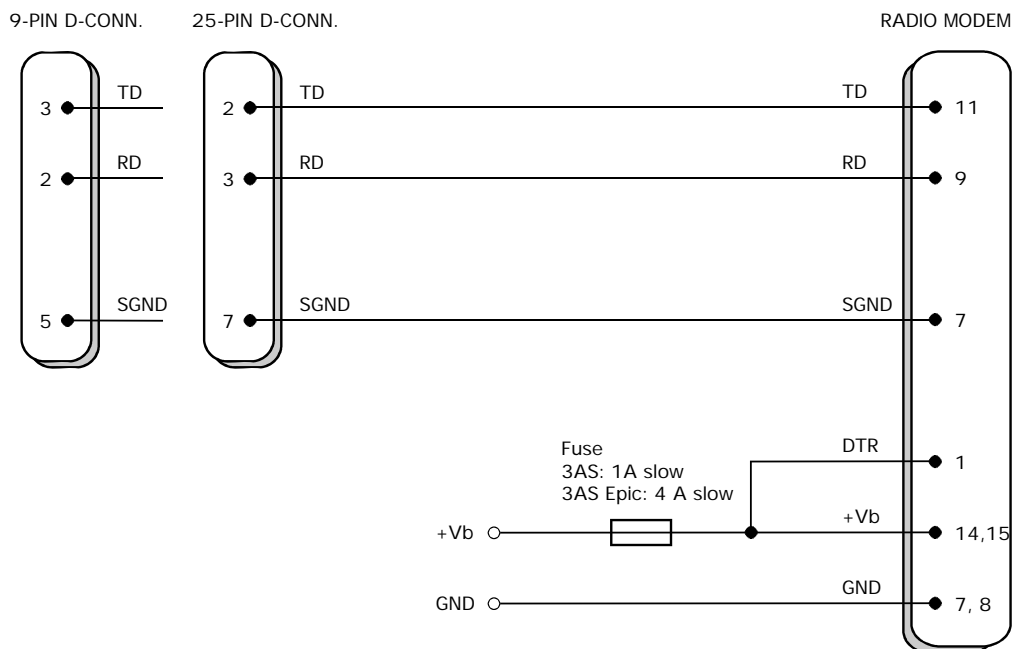 9-PIN D-CONN. 25-PIN D-CONN. RADIO MODEM
3 TD 2 TD TD 11
2 RD 3 RD RD 9
5 SGND 7 SGND SGND 7
Fuse
3AS: 1A slow
3AS Epic: 4 A slow
DTR 1
+Vb +Vb 14,15
GND GND 7, 8